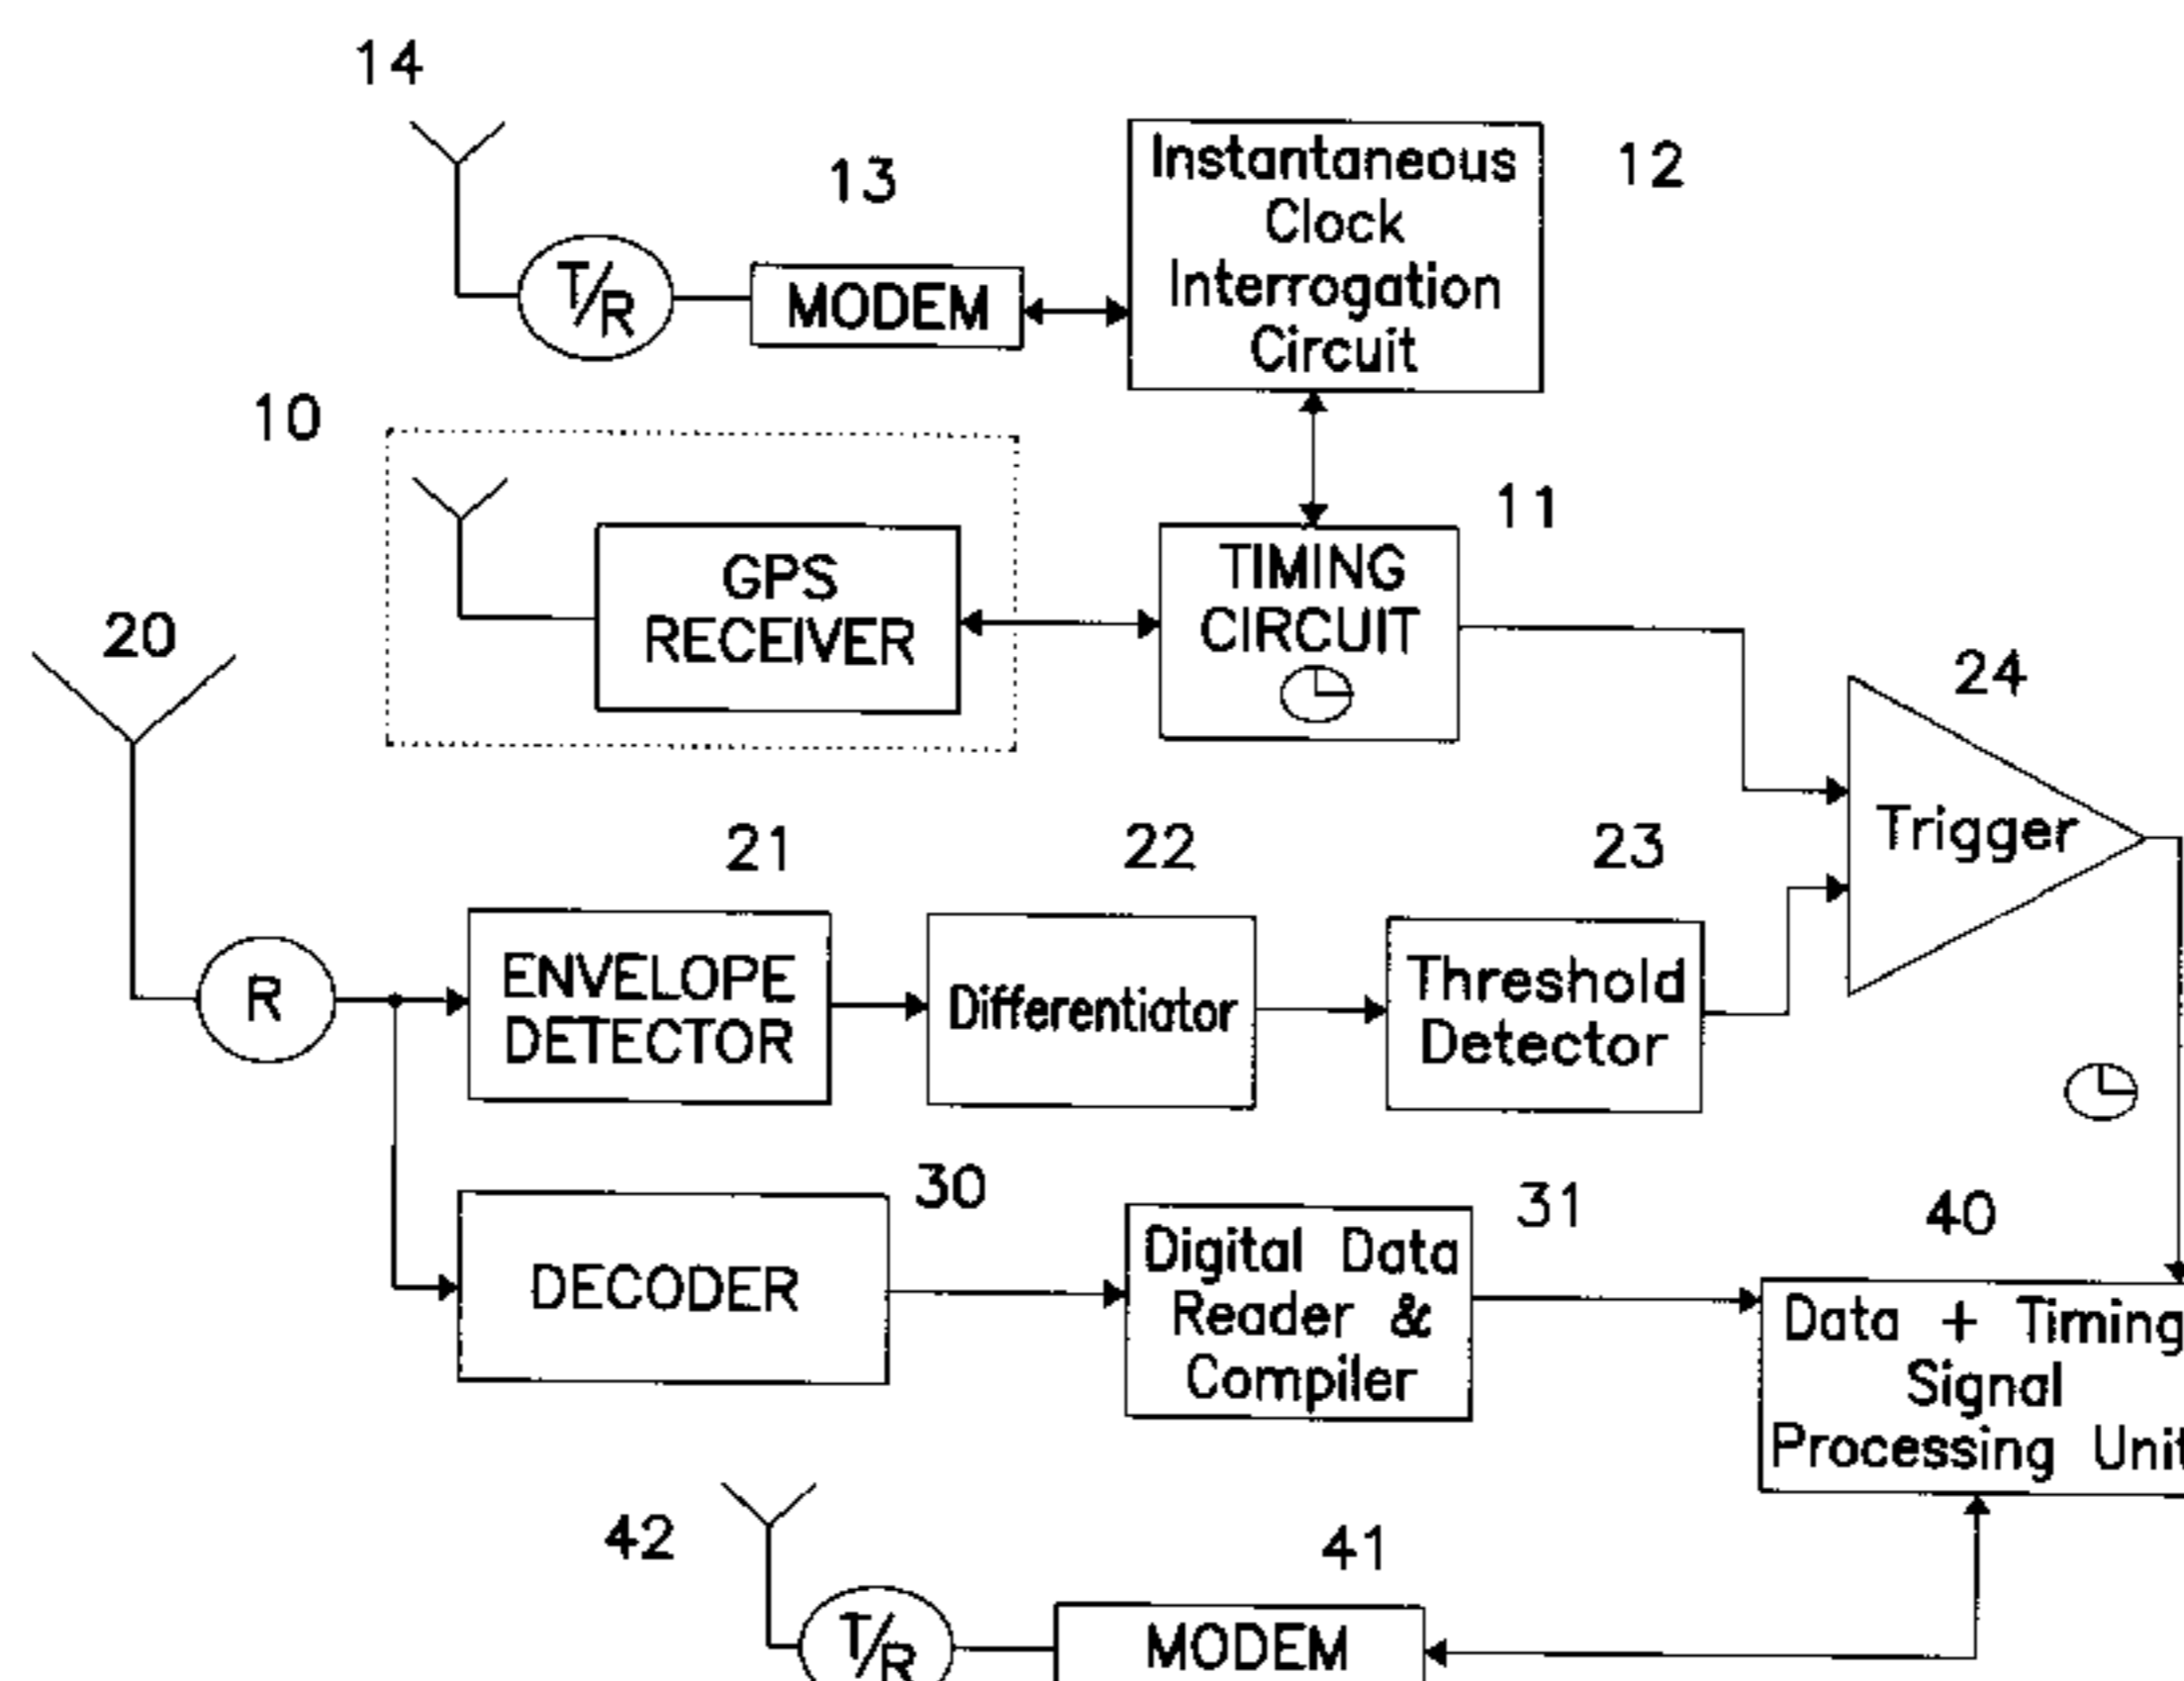 14
13
12
Instantaneous
Clock
Interrogation
Circuit
T/R
MODEM
10
11
GPS
RECEIVER
TIMING
CIRCUIT
20
24
Trigger
21
22
23
R
ENVELOPE
DETECTOR
Differentiator
Threshold
Detector
30
31
40
DECODER
Digital Data
Reader &
Compiler
Data + Timing
Signal
Processing Unit
42
41
T/R
MODEM